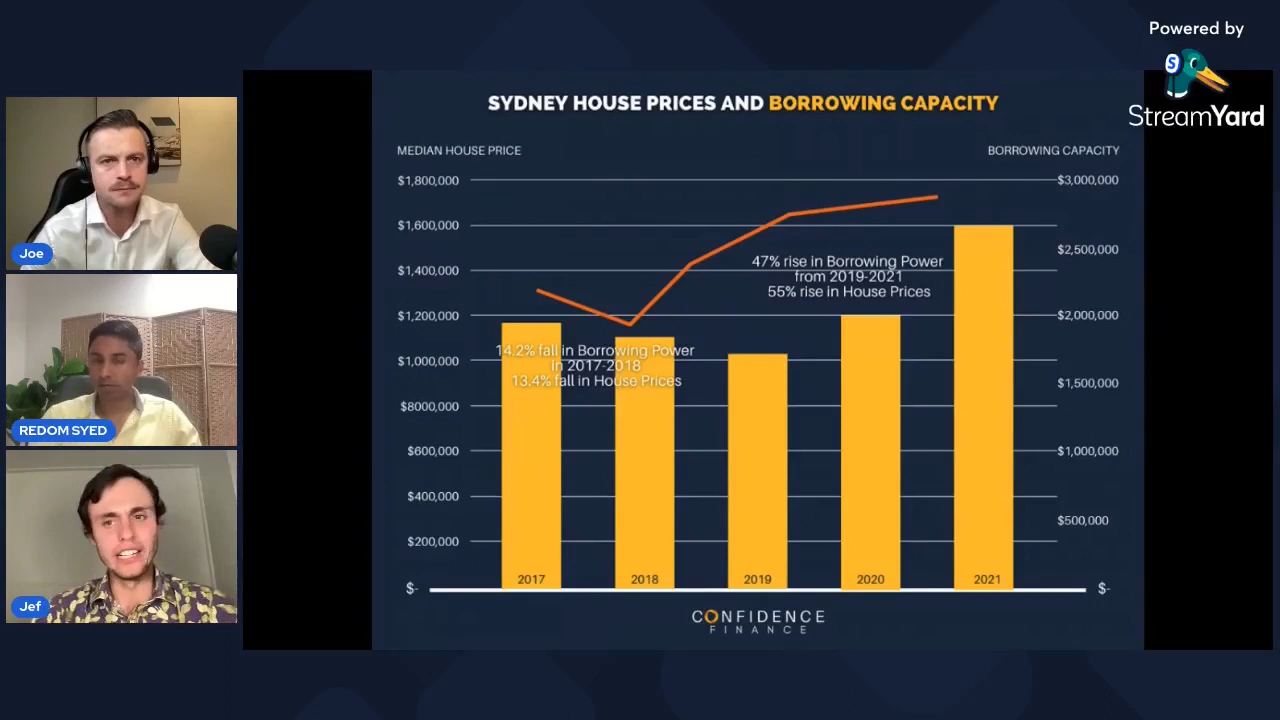 Powered by
S
StreamYard
Joe
REDOM SYED
Jef
SYDNEY HOUSE PRICES AND BORROWING CAPACITY
MEDIAN HOUSE PRICE
BORROWING CAPACITY
$1,800,000
$1,600,000
$1,400,000
$1,200,000
$1,000,000
$8000,000
$600,000
$400,000
$200,000
$-
$3,000,000
$2,500,000
$2,000,000
$1,500,000
$1,000,000
$500,000
$-
47% rise in Borrowing Power
from 2019-2021
55% rise in House Prices
14.2% fall in Borrowing Power
in 2017-2018
13.4% fall in House Prices
2017
2018
2019
2020
2021
CONFIDENCE
FINANCE